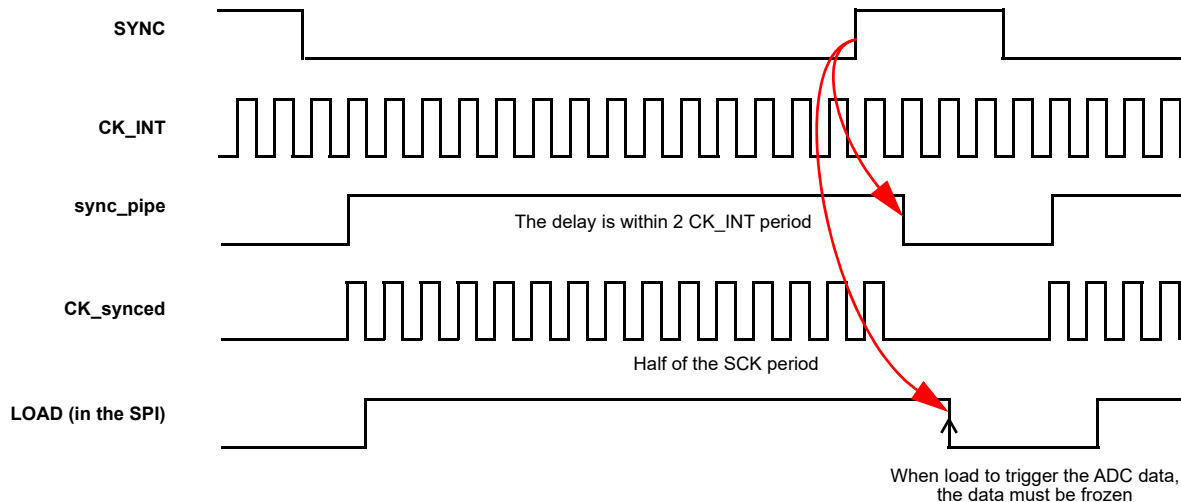 SYNC
CK_INT
sync_pipe
The delay is within 2 CK_INT period
CK_synced
Half of the SCK period
LOAD (in the SPI)
When load to trigger the ADC data,
the data must be frozen